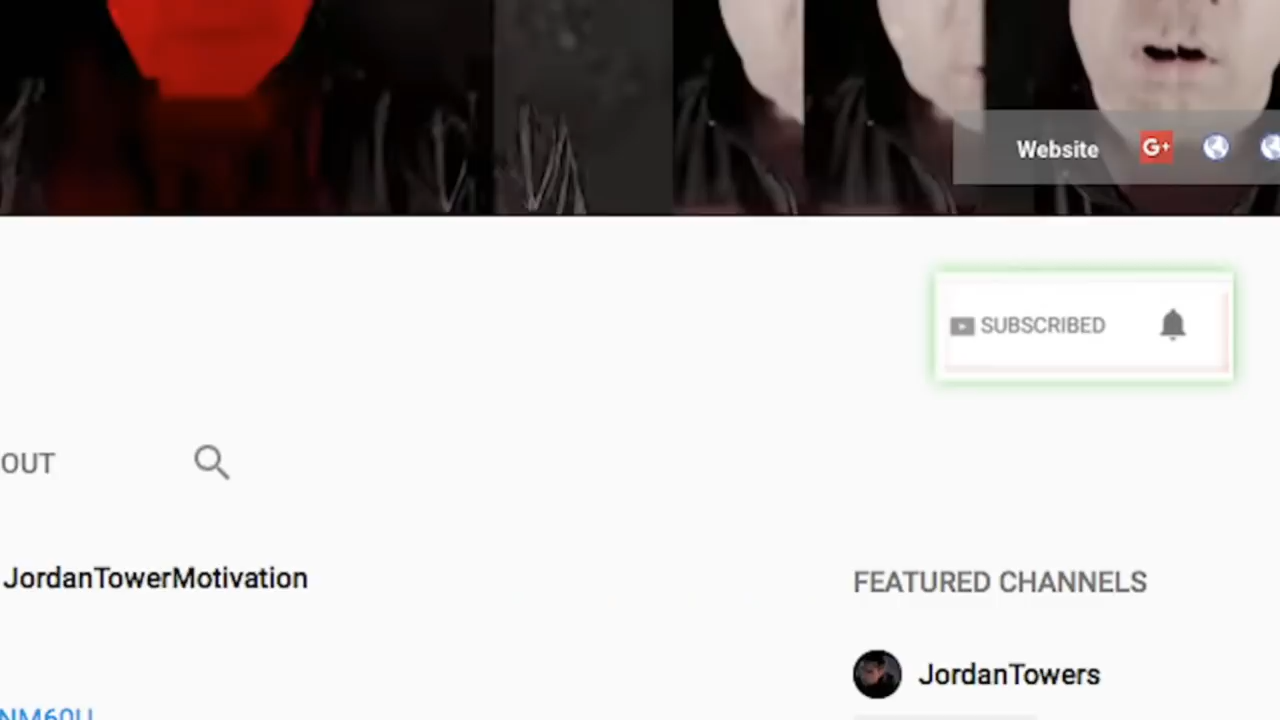 Website G+
SUBSCRIBED
OUT
JordanTowerMotivation
FEATURED CHANNELS
JordanTowers